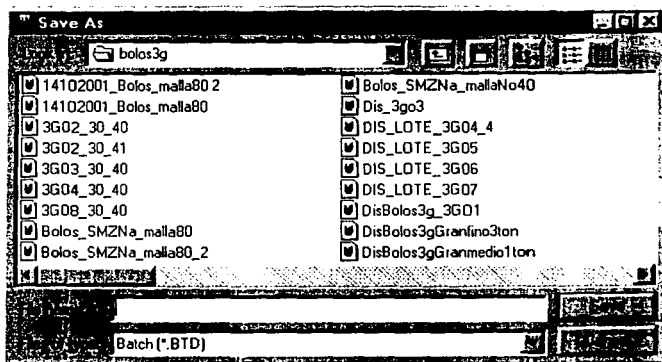 Save As
bolos3g
14102001_Bolos_malla80 2
14102001_Bolos_malla80
3G02_30_40
3G02_30_41
3G03_30_40
3G04_30_40
3G08_30_40
Bolos_SMZNa_malla80
Bolos_SMZNa_malla80_2
Bolos_SMZNa_mallaNo40
Dis_3go3
DIS_LOTE_3G04_4
DIS_LOTE_3G05
DIS_LOTE_3G06
DIS_LOTE_3G07
DisBolos3g_3GO1
DisBolos3gGranfino3ton
DisBolos3gGranmedio1ton
Batch (*.BTD)